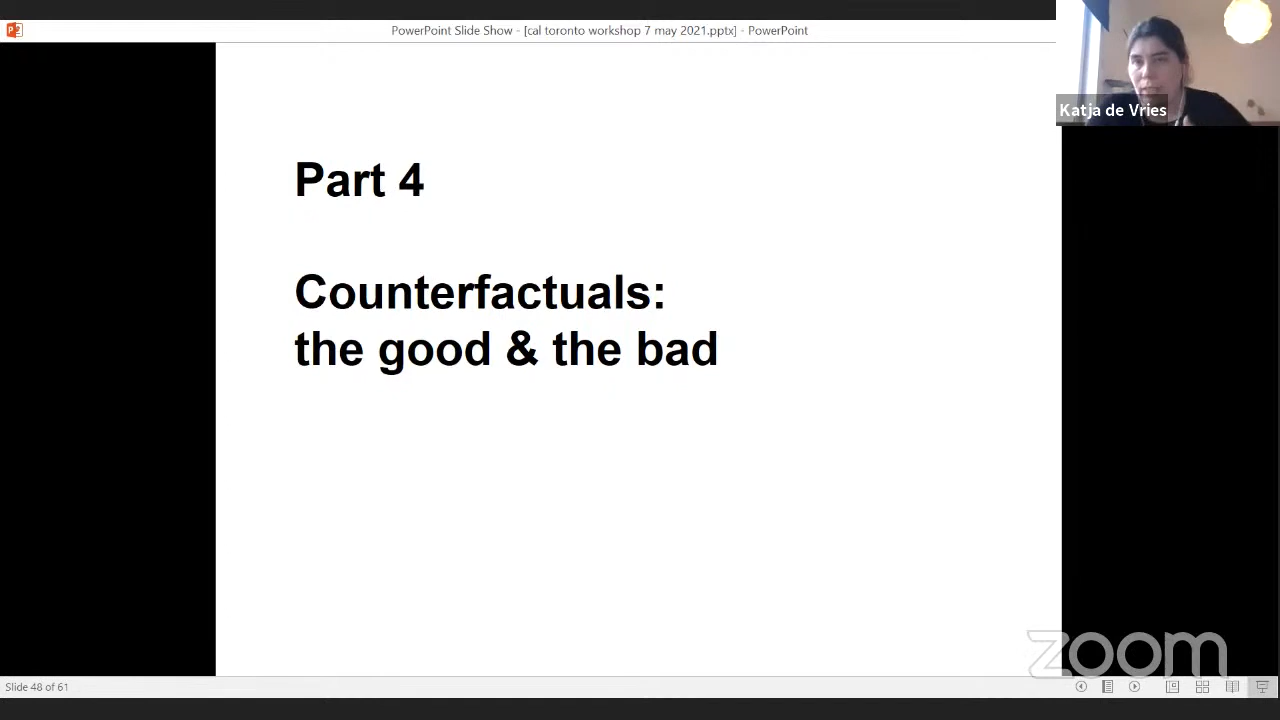 PowerPoint Slide Show - [cal toronto workshop 7 may 2021.pptx] - PowerPoint
Katja de Vries
Part 4
Counterfactuals:
the good & the bad
zoom
Slide 48 of 61